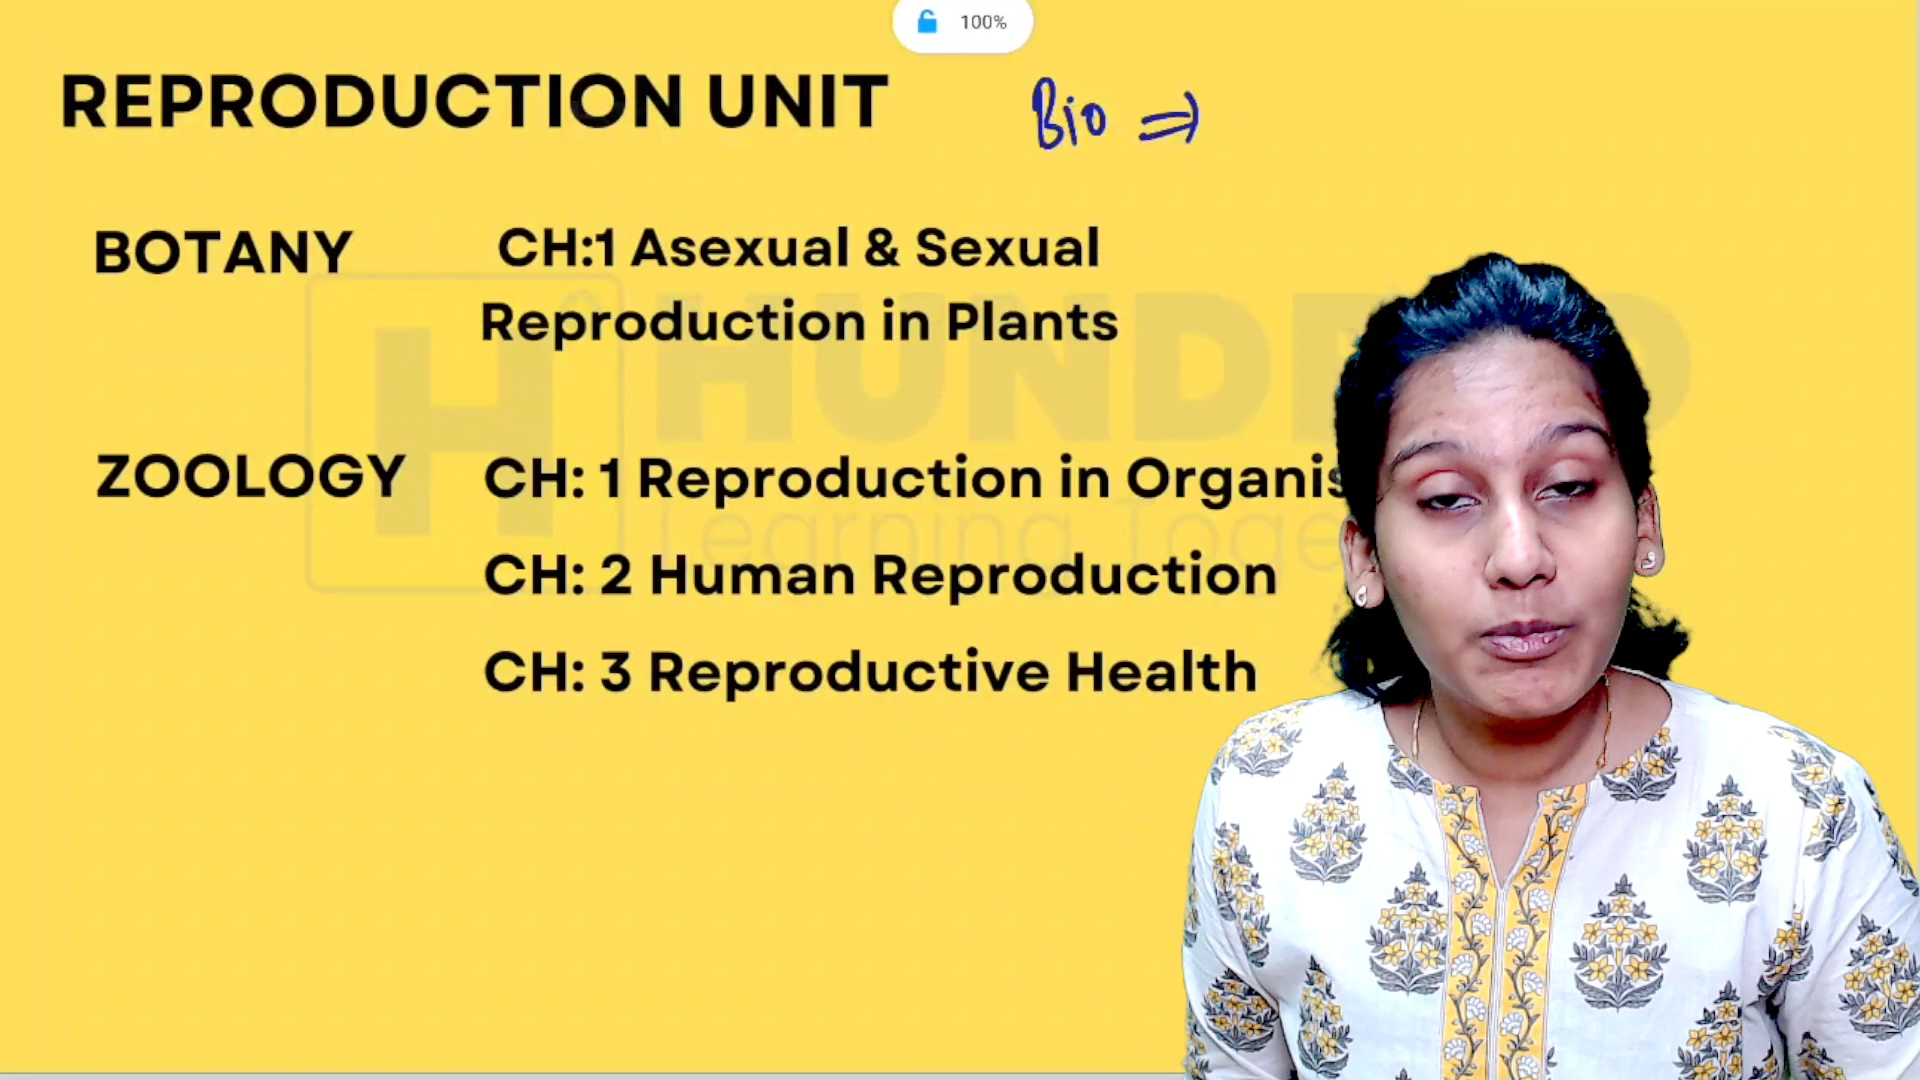 100%
REPRODUCTION UNIT
Bio ⇒
BOTANY
CH:1 Asexual & Sexual
Reproduction in Plants
ZOOLOGY
CH: 1 Reproduction in
CH: 2 Human Reproduction
CH: 3 Reproductive Health
H
Learning